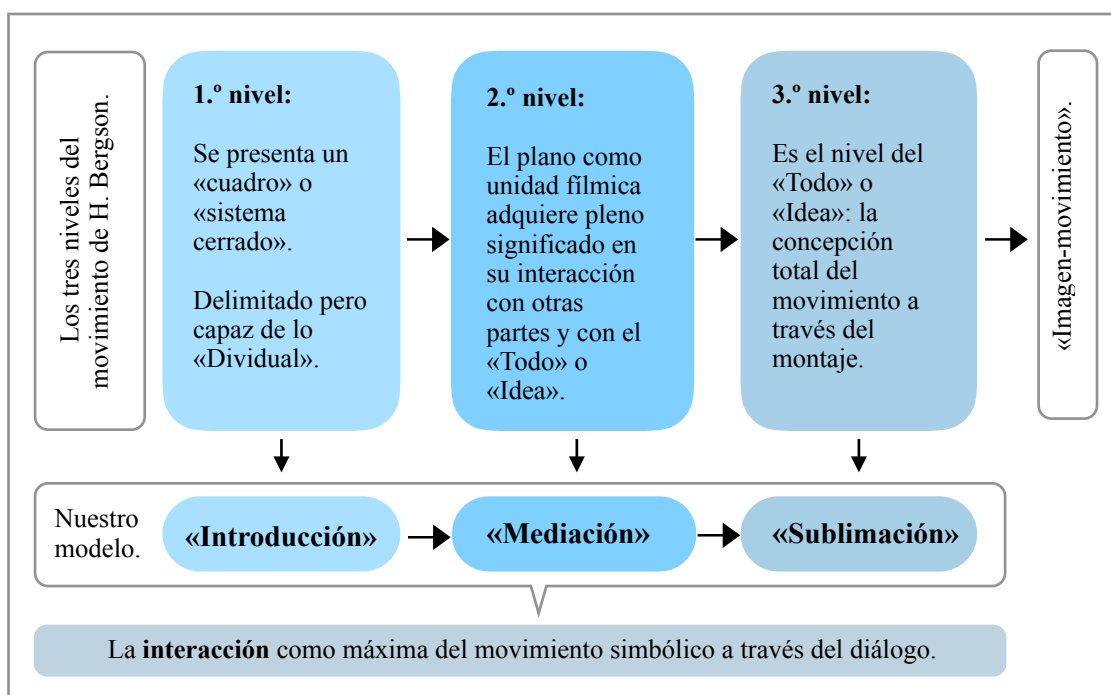 Los tres niveles del
movimiento de H. Bergson.
1.º nivel:
Se presenta un
«cuadro» o
«sistema
cerrado».
Delimitado pero
capaz de lo
«Dividual».
2.º nivel:
El plano como
unidad fílmica
adquiere pleno
significado en
su interacción
con otras
partes y con el
«Todo» o
«Idea».
3.º nivel:
Es el nivel del
«Todo» o
«Idea»: la
concepción
total del
movimiento a
través del
montaje.
«Imagen-movimiento».
Nuestro
modelo.
«Introducción»
«Mediación»
«Sublimación»
La interacción como máxima del movimiento simbólico a través del diálogo.